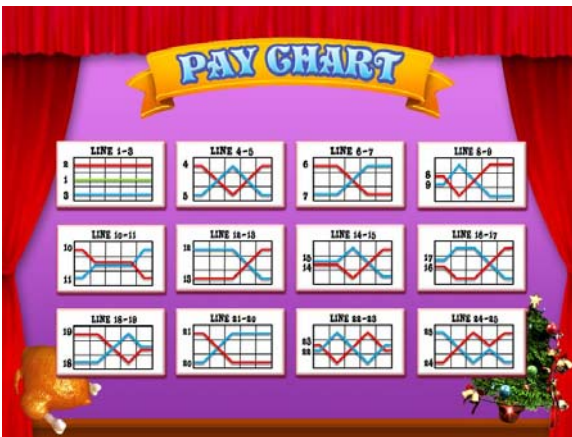 PAY CHART
LINE 1-3
2
1
3
LINE 4-5
4
5
LINE 6-7
6
7
LINE 8-9
8
9
LINE 10-11
10
11
LINE 12-13
12
13
LINE 14-15
15
14
LINE 16-17
17
16
LINE 18-19
19
18
LINE 21-20
21
20
LINE 22-23
23
22
LINE 24-25
25
24